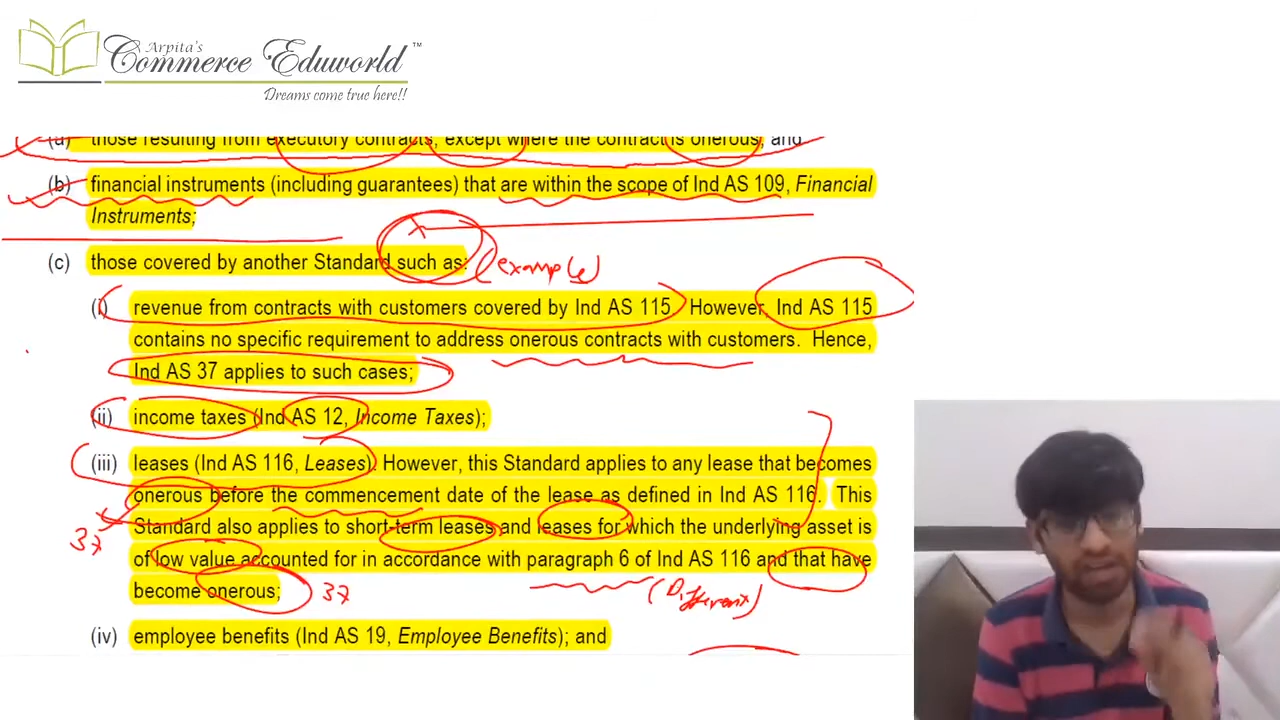 Arpita's
Commerce Eduworld™
Dreams come true here!!
(a) those resulting from executory contracts, except where the contract is onerous, and
(b) financial instruments (including guarantees) that are within the scope of Ind AS 109, Financial
Instruments;
(c) those covered by another Standard such as: (example)
(i) revenue from contracts with customers covered by Ind AS 115 However, Ind AS 115
contains no specific requirement to address onerous contracts with customers. Hence,
Ind AS 37 applies to such cases;
(ii) income taxes (Ind AS 12, Income Taxes);
(iii) leases (Ind AS 116, Leases). However, this Standard applies to any lease that becomes
onerous before the commencement date of the lease as defined in Ind AS 116. This
37 Standard also applies to short-term leases and leases for which the underlying asset is
of low value accounted for in accordance with paragraph 6 of Ind AS 116 and that have
become onerous; 37 (Different)
(iv) employee benefits (Ind AS 19, Employee Benefits); and